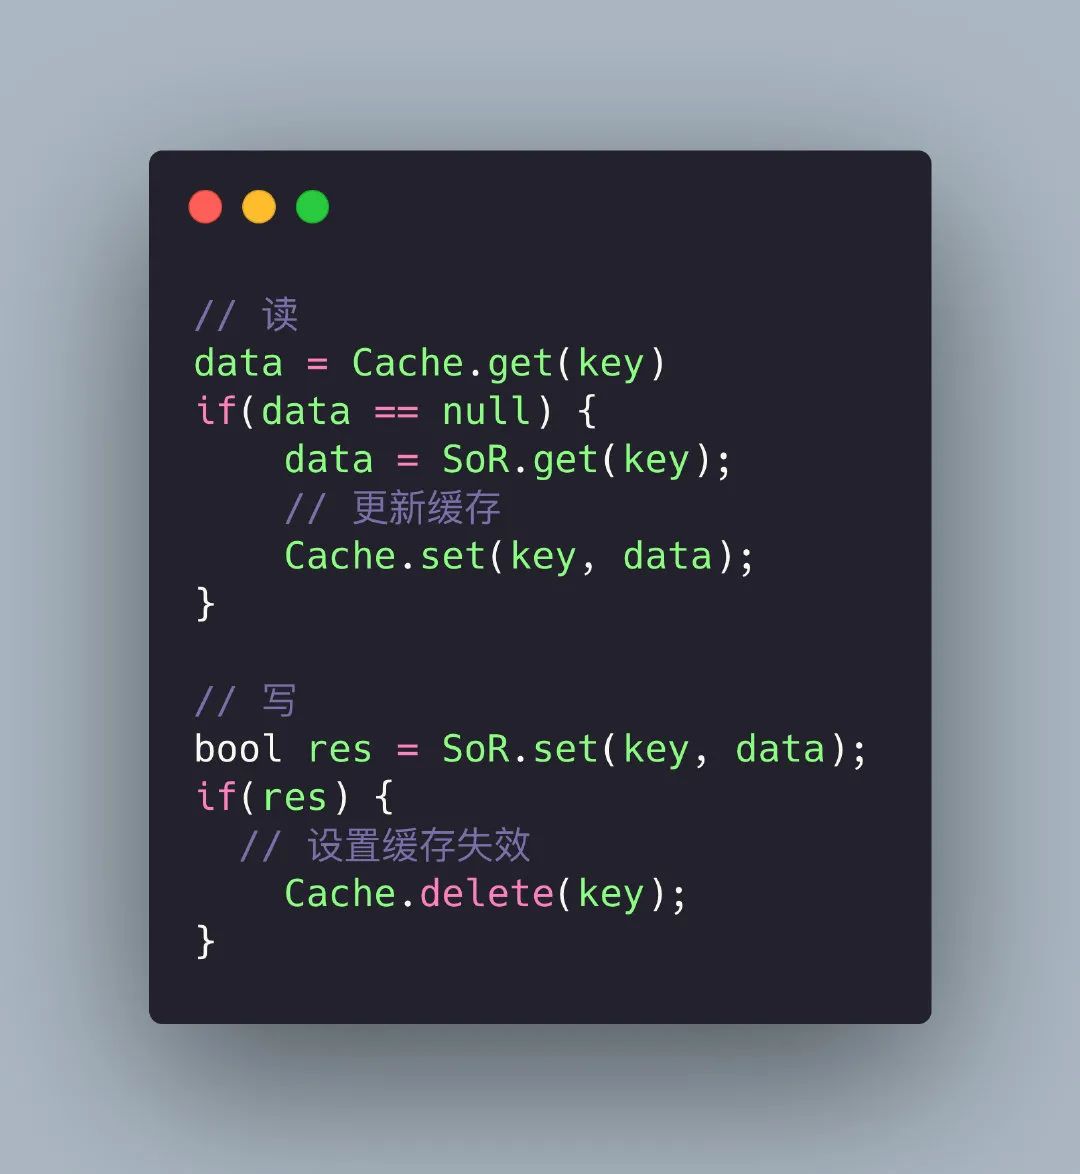 // 读
data = Cache.get(key)
if(data == null) {
    data = SoR.get(key);
    // 更新缓存
    Cache.set(key, data);
}

// 写
bool res = SoR.set(key, data);
if(res) {
  // 设置缓存失效
    Cache.delete(key);
}